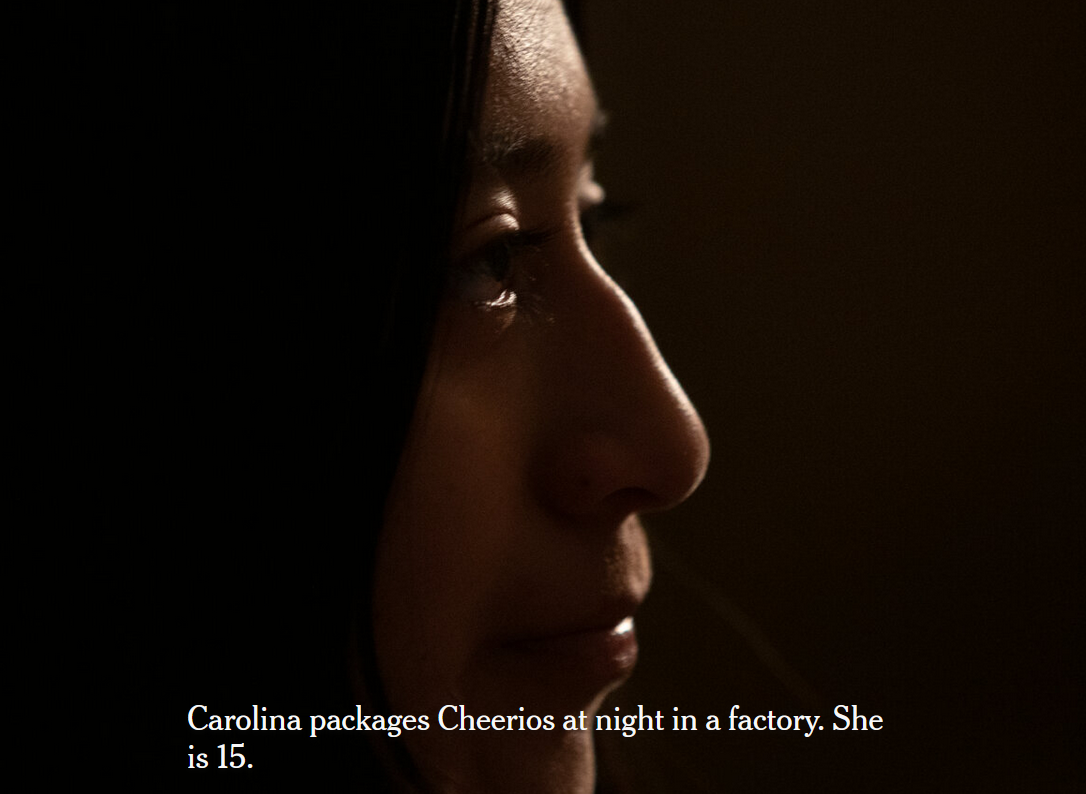 Carolina packages Cheerios at night in a factory. She
is 15.